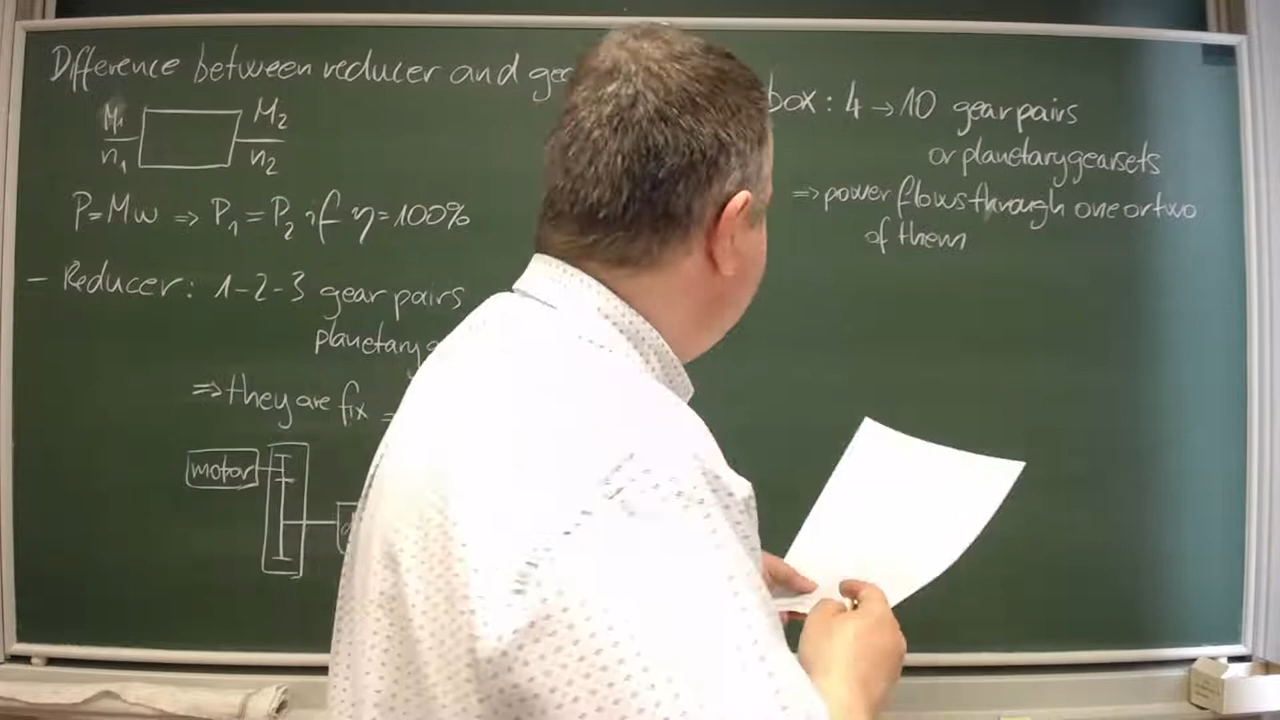 Difference between reducer and
M₁ M₂
n₁ n₂
P=Mω ⇒ P₁ = P₂ if η=100%
- Reducer: 1-2-3 gear pairs
⇒ they are fix
motor
box: 4 → 10 gear pairs
or planetary gearsets
⇒ power flows through one or two
of them